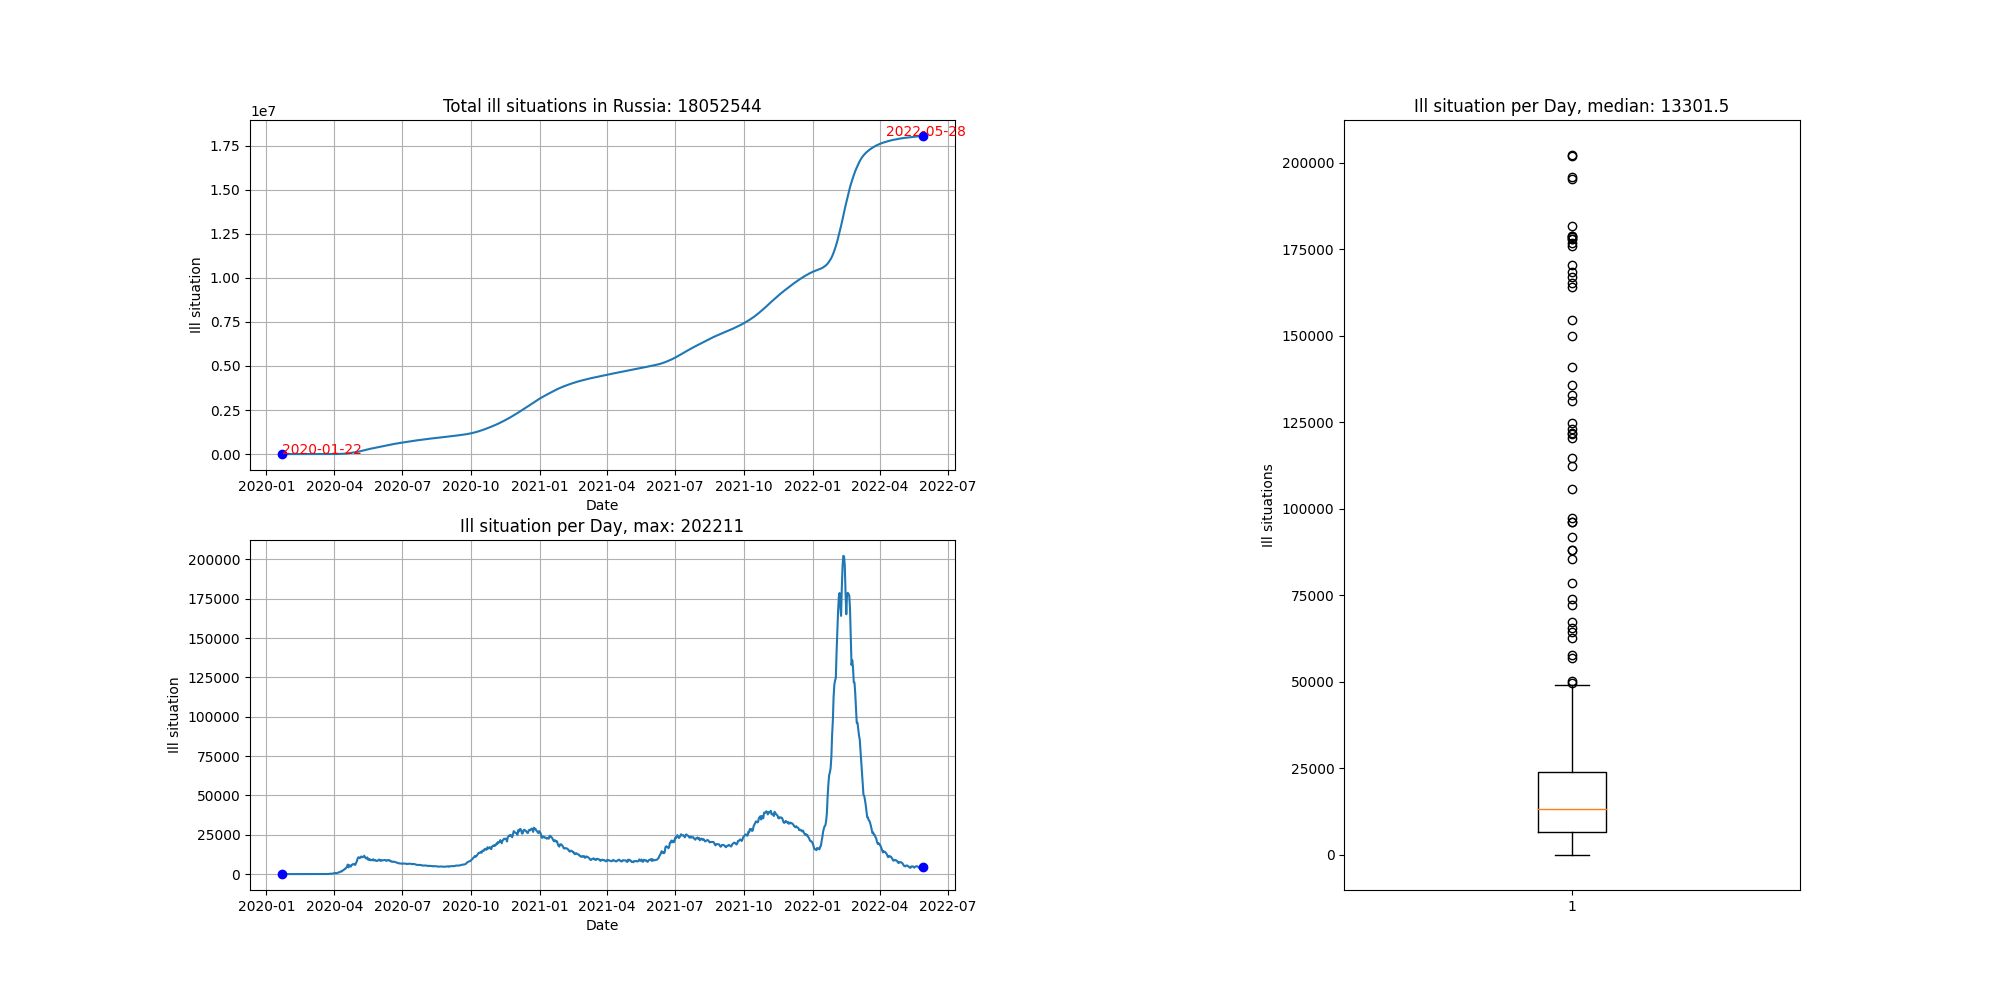 Total ill situations in Russia: 18052544
1e7
2022-05-28
1.75
1.50
1.25
1.00
0.75
0.50
0.25
0.00
Ill situation
2020-01-22
2020-01 2020-04 2020-07 2020-10 2021-01 2021-04 2021-07 2021-10 2022-01 2022-04 2022-07
Date
Ill situation per Day, max: 202211
200000
175000
150000
125000
100000
75000
50000
25000
0
Ill situation
2020-01 2020-04 2020-07 2020-10 2021-01 2021-04 2021-07 2021-10 2022-01 2022-04 2022-07
Date
Ill situation per Day, median: 13301.5
200000
175000
150000
125000
100000
75000
50000
25000
0
Ill situations
1